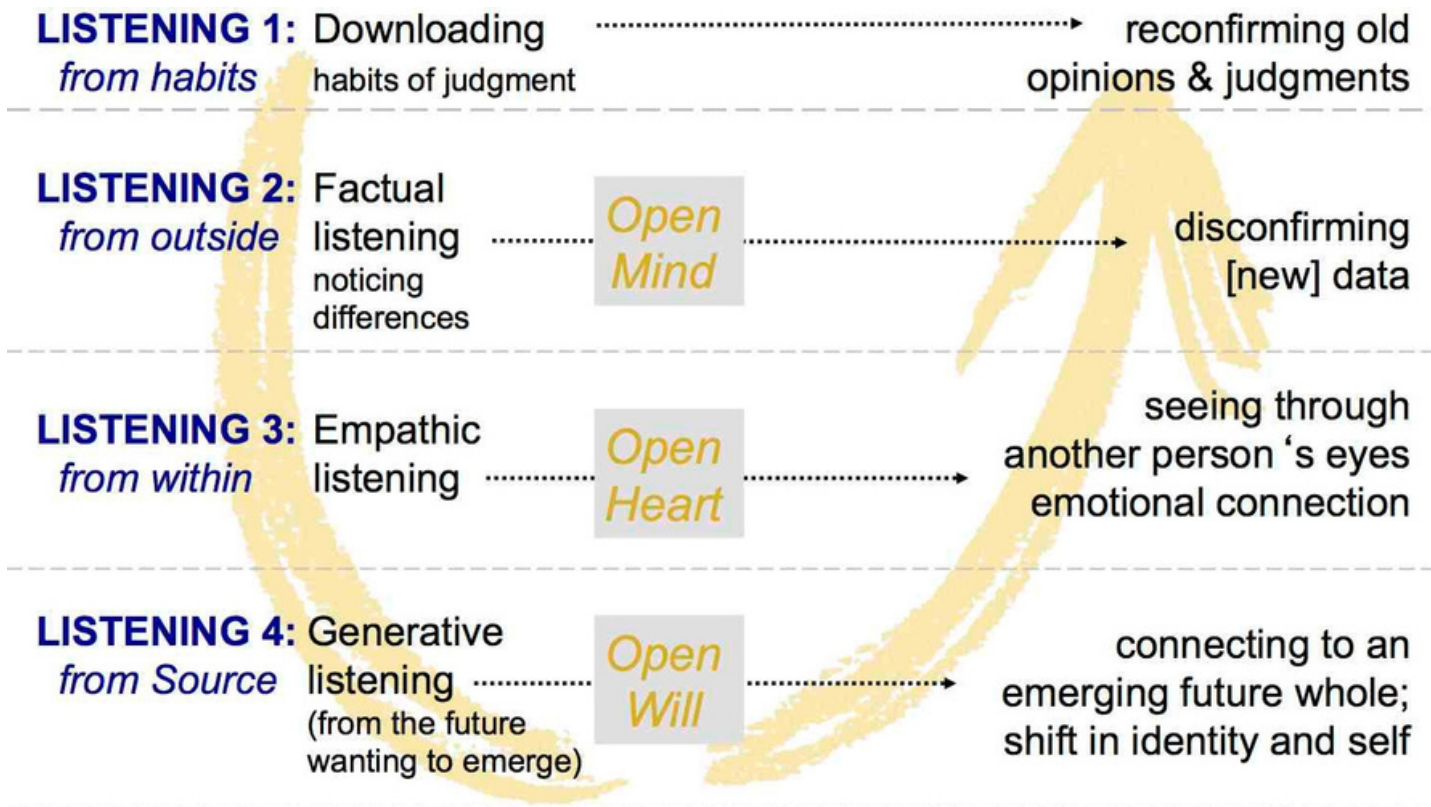 LISTENING 1: Downloading
from habits habits of judgment
reconfirming old
opinions & judgments
LISTENING 2: Factual
from outside listening
noticing
differences
Open
Mind
disconfirming
[new] data
LISTENING 3: Empathic
from within listening
Open
Heart
seeing through
another person ‘s eyes
emotional connection
LISTENING 4: Generative
from Source listening
(from the future
wanting to emerge)
Open
Will
connecting to an
emerging future whole;
shift in identity and self